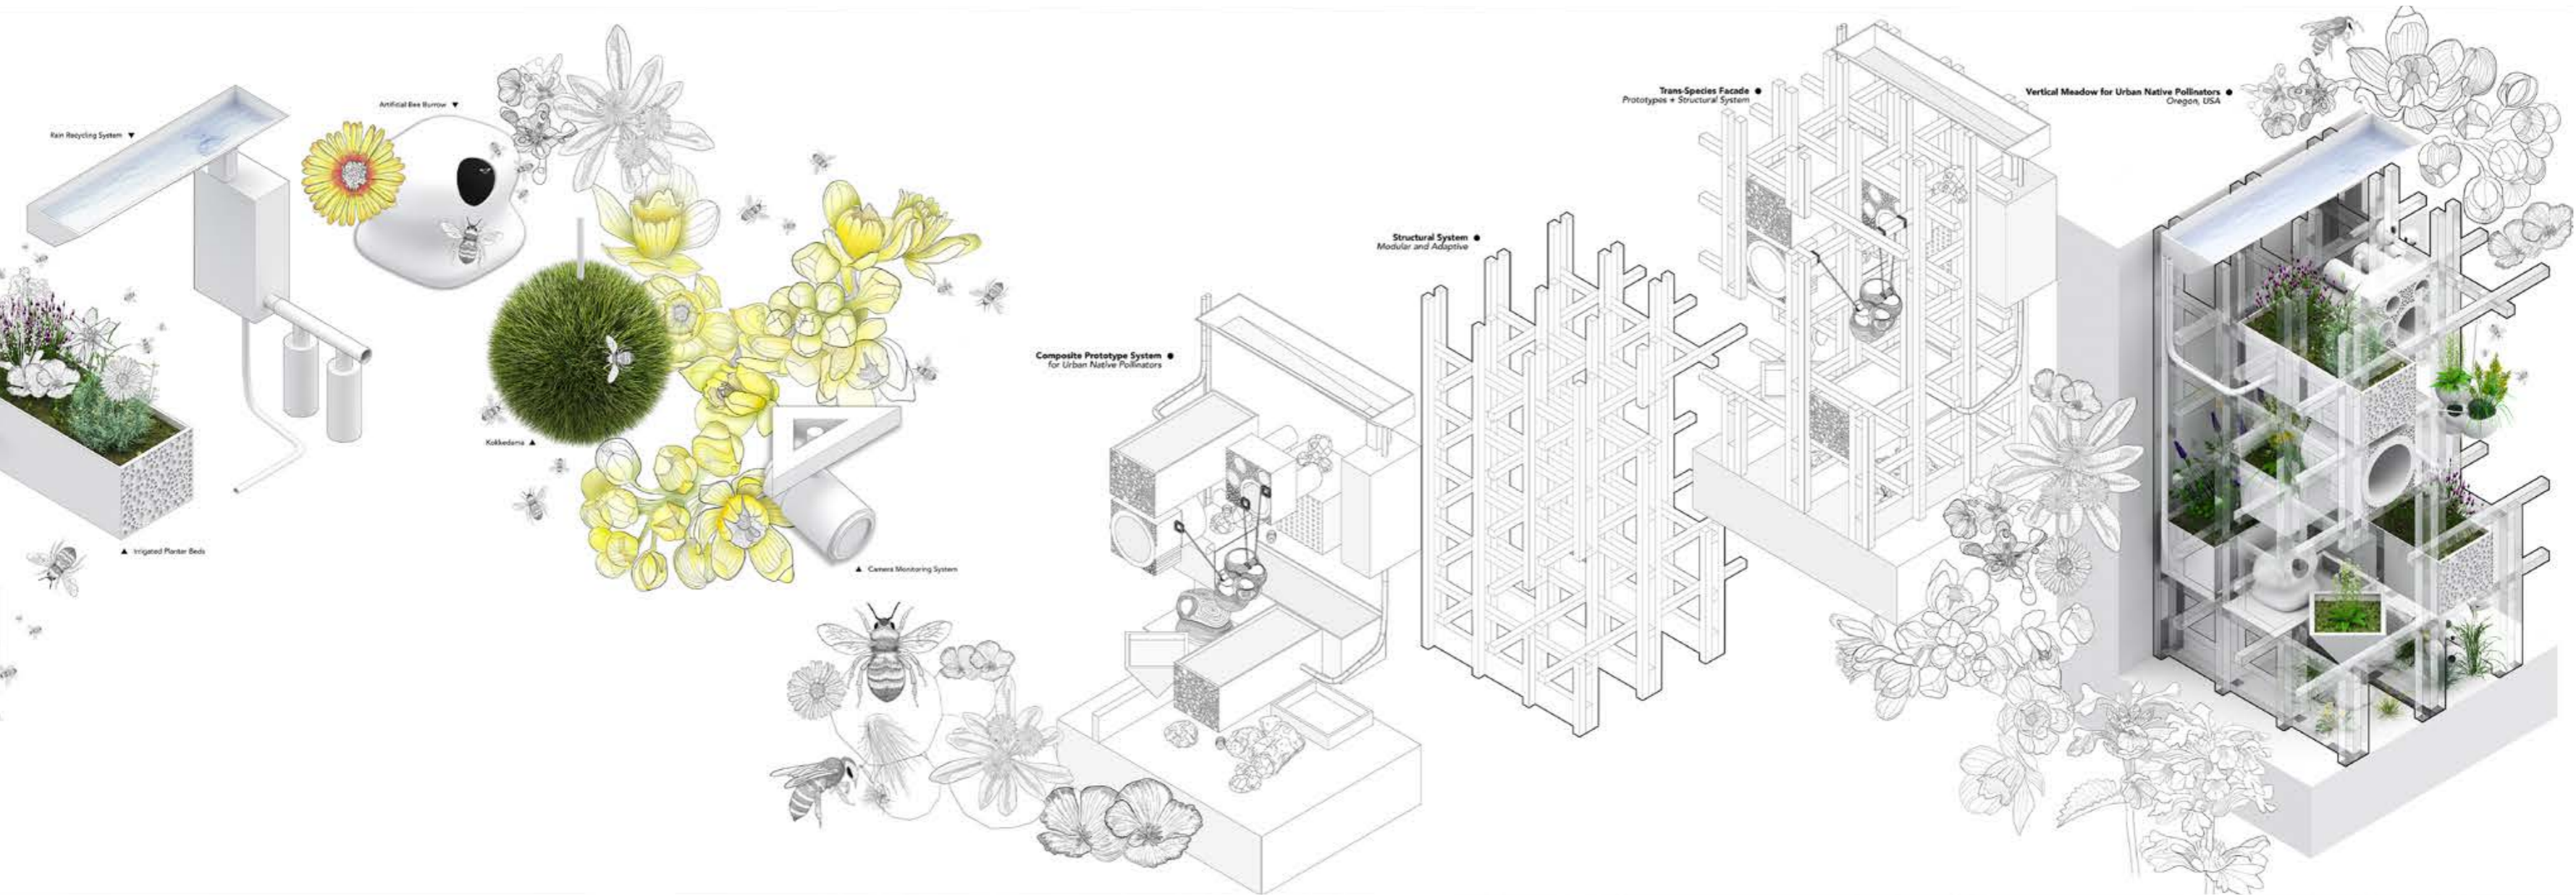 Rain Recycling System
Artificial Bee Burrow
Irrigated Planter Beds
Kokkedama
Camera Monitoring System
Composite Prototype System
for Urban Native Pollinators
Structural System
Modular and Adaptive
Trans-Species Facade
Prototypes + Structural System
Vertical Meadow for Urban Native Pollinators
Oregon, USA